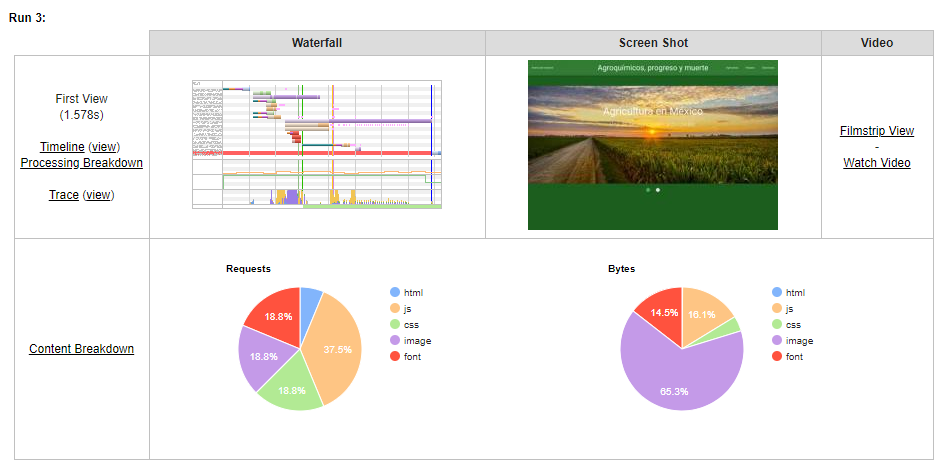 Run 3:
Waterfall
Screen Shot
Video
First View
(1.578s)
Timeline (view)
Processing Breakdown
Trace (view)
Agroquímicos, progreso y muerte
Agricultura en México
Filmstrip View
-
Watch Video
Content Breakdown
Requests
18.8%
37.5%
18.8%
18.8%
html
js
css
image
font
Bytes
14.5%
16.1%
65.3%
html
js
css
image
font